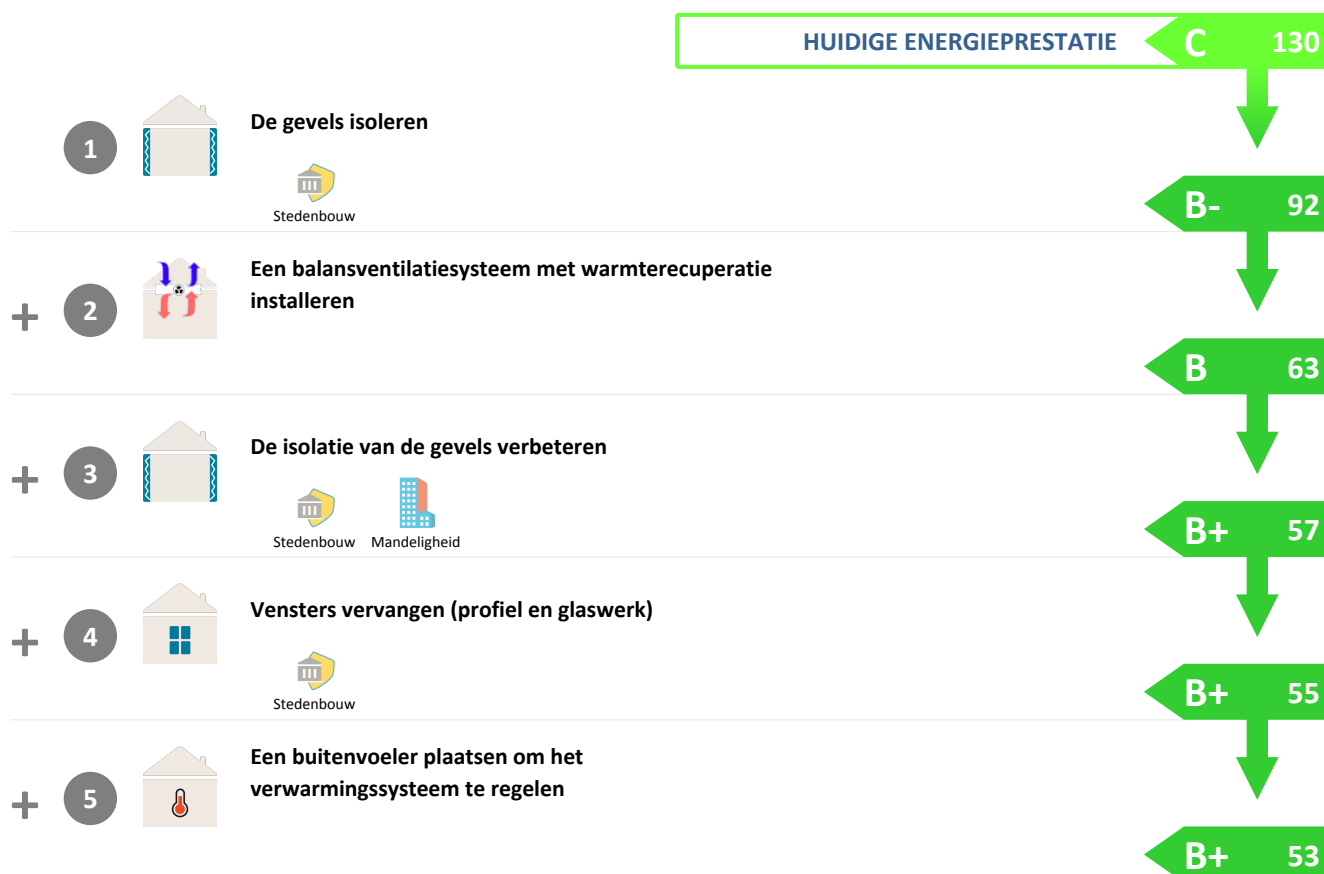 HUIDIGE ENERGIEPRESTATIE C 130
1 De gevels isoleren
Stedenbouw
B- 92
+ 2 Een balansventilatiesysteem met warmterecuperatie
installeren
B 63
+ 3 De isolatie van de gevels verbeteren
Stedenbouw Mandeligheid
B+ 57
+ 4 Vensters vervangen (profiel en glaswerk)
Stedenbouw
B+ 55
+ 5 Een buitenvoeler plaatsen om het
verwarmingssysteem te regelen
B+ 53